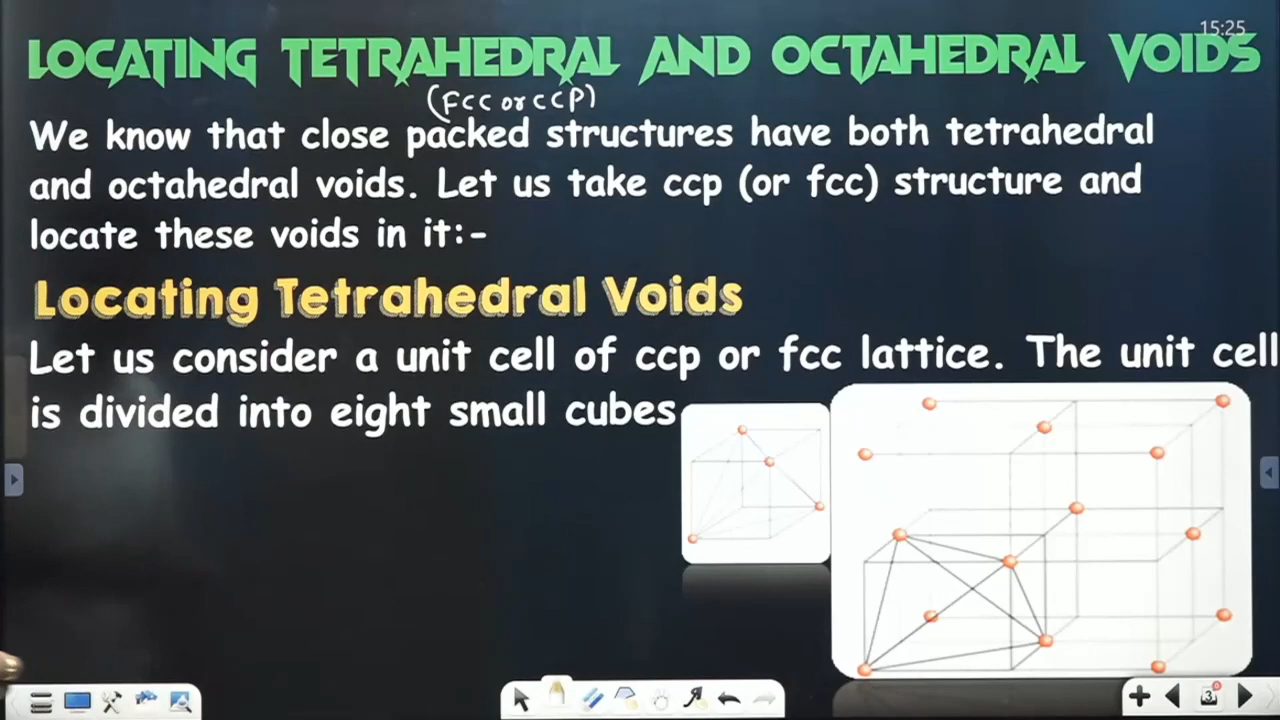 15:25
LOCATING TETRAHEDRAL AND OCTAHEDRAL VOIDS
(FCC or CCP)
We know that close packed structures have both tetrahedral
and octahedral voids. Let us take ccp (or fcc) structure and
locate these voids in it:-
Locating Tetrahedral Voids
Let us consider a unit cell of ccp or fcc lattice. The unit cell
is divided into eight small cubes
3